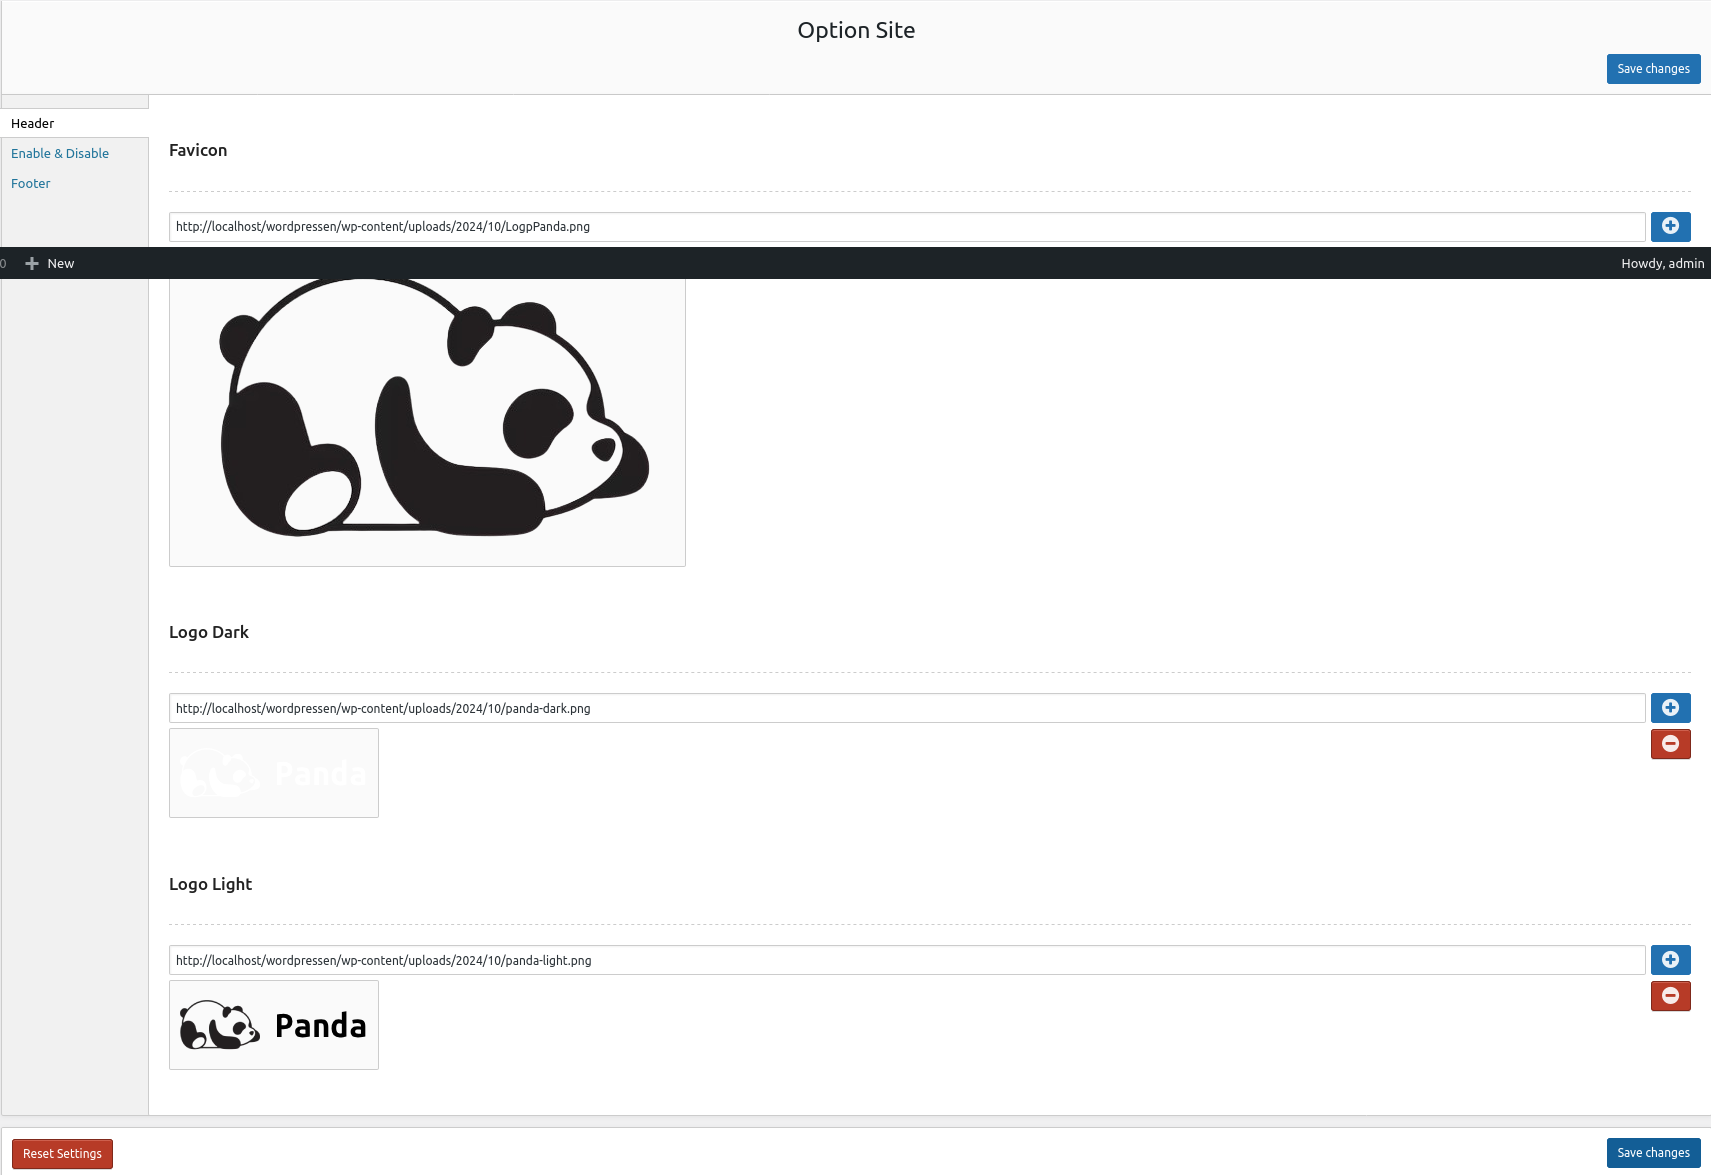 Option Site
Save changes
Header
Enable & Disable
Footer
Favicon
http://localhost/wordpressen/wp-content/uploads/2024/10/LogpPanda.png
0 New Howdy, admin
Logo Dark
http://localhost/wordpressen/wp-content/uploads/2024/10/panda-dark.png
Panda
Logo Light
http://localhost/wordpressen/wp-content/uploads/2024/10/panda-light.png
Panda
Reset Settings Save changes